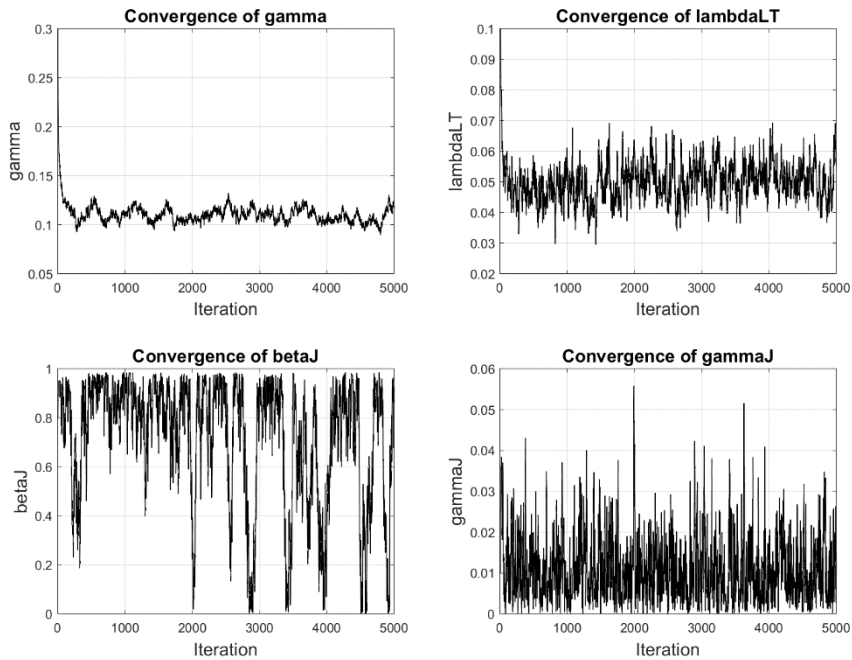 Convergence of gamma
0.3
0.25
0.2
0.15
0.1
0.05
gamma
0 1000 2000 3000 4000 5000
Iteration
Convergence of lambdaLT
0.1
0.09
0.08
0.07
0.06
0.05
0.04
0.03
0.02
lambdaLT
0 1000 2000 3000 4000 5000
Iteration
Convergence of betaJ
1
0.8
0.6
0.4
0.2
0
betaJ
0 1000 2000 3000 4000 5000
Iteration
Convergence of gammaJ
0.06
0.05
0.04
0.03
0.02
0.01
0
gammaJ
0 1000 2000 3000 4000 5000
Iteration